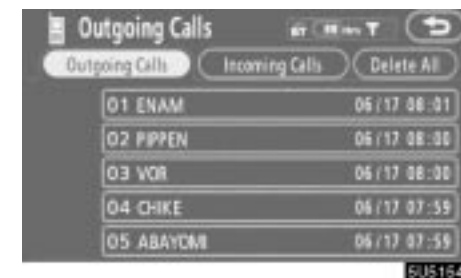 Outgoing Calls
Outgoing Calls Incoming Calls Delete All
01 ENAM 06/17 08:01
02 PIPPEN 06/17 08:00
03 VOR 06/17 08:00
04 CHIKE 06/17 07:59
05 ABAYOMI 06/17 07:59
5U5154